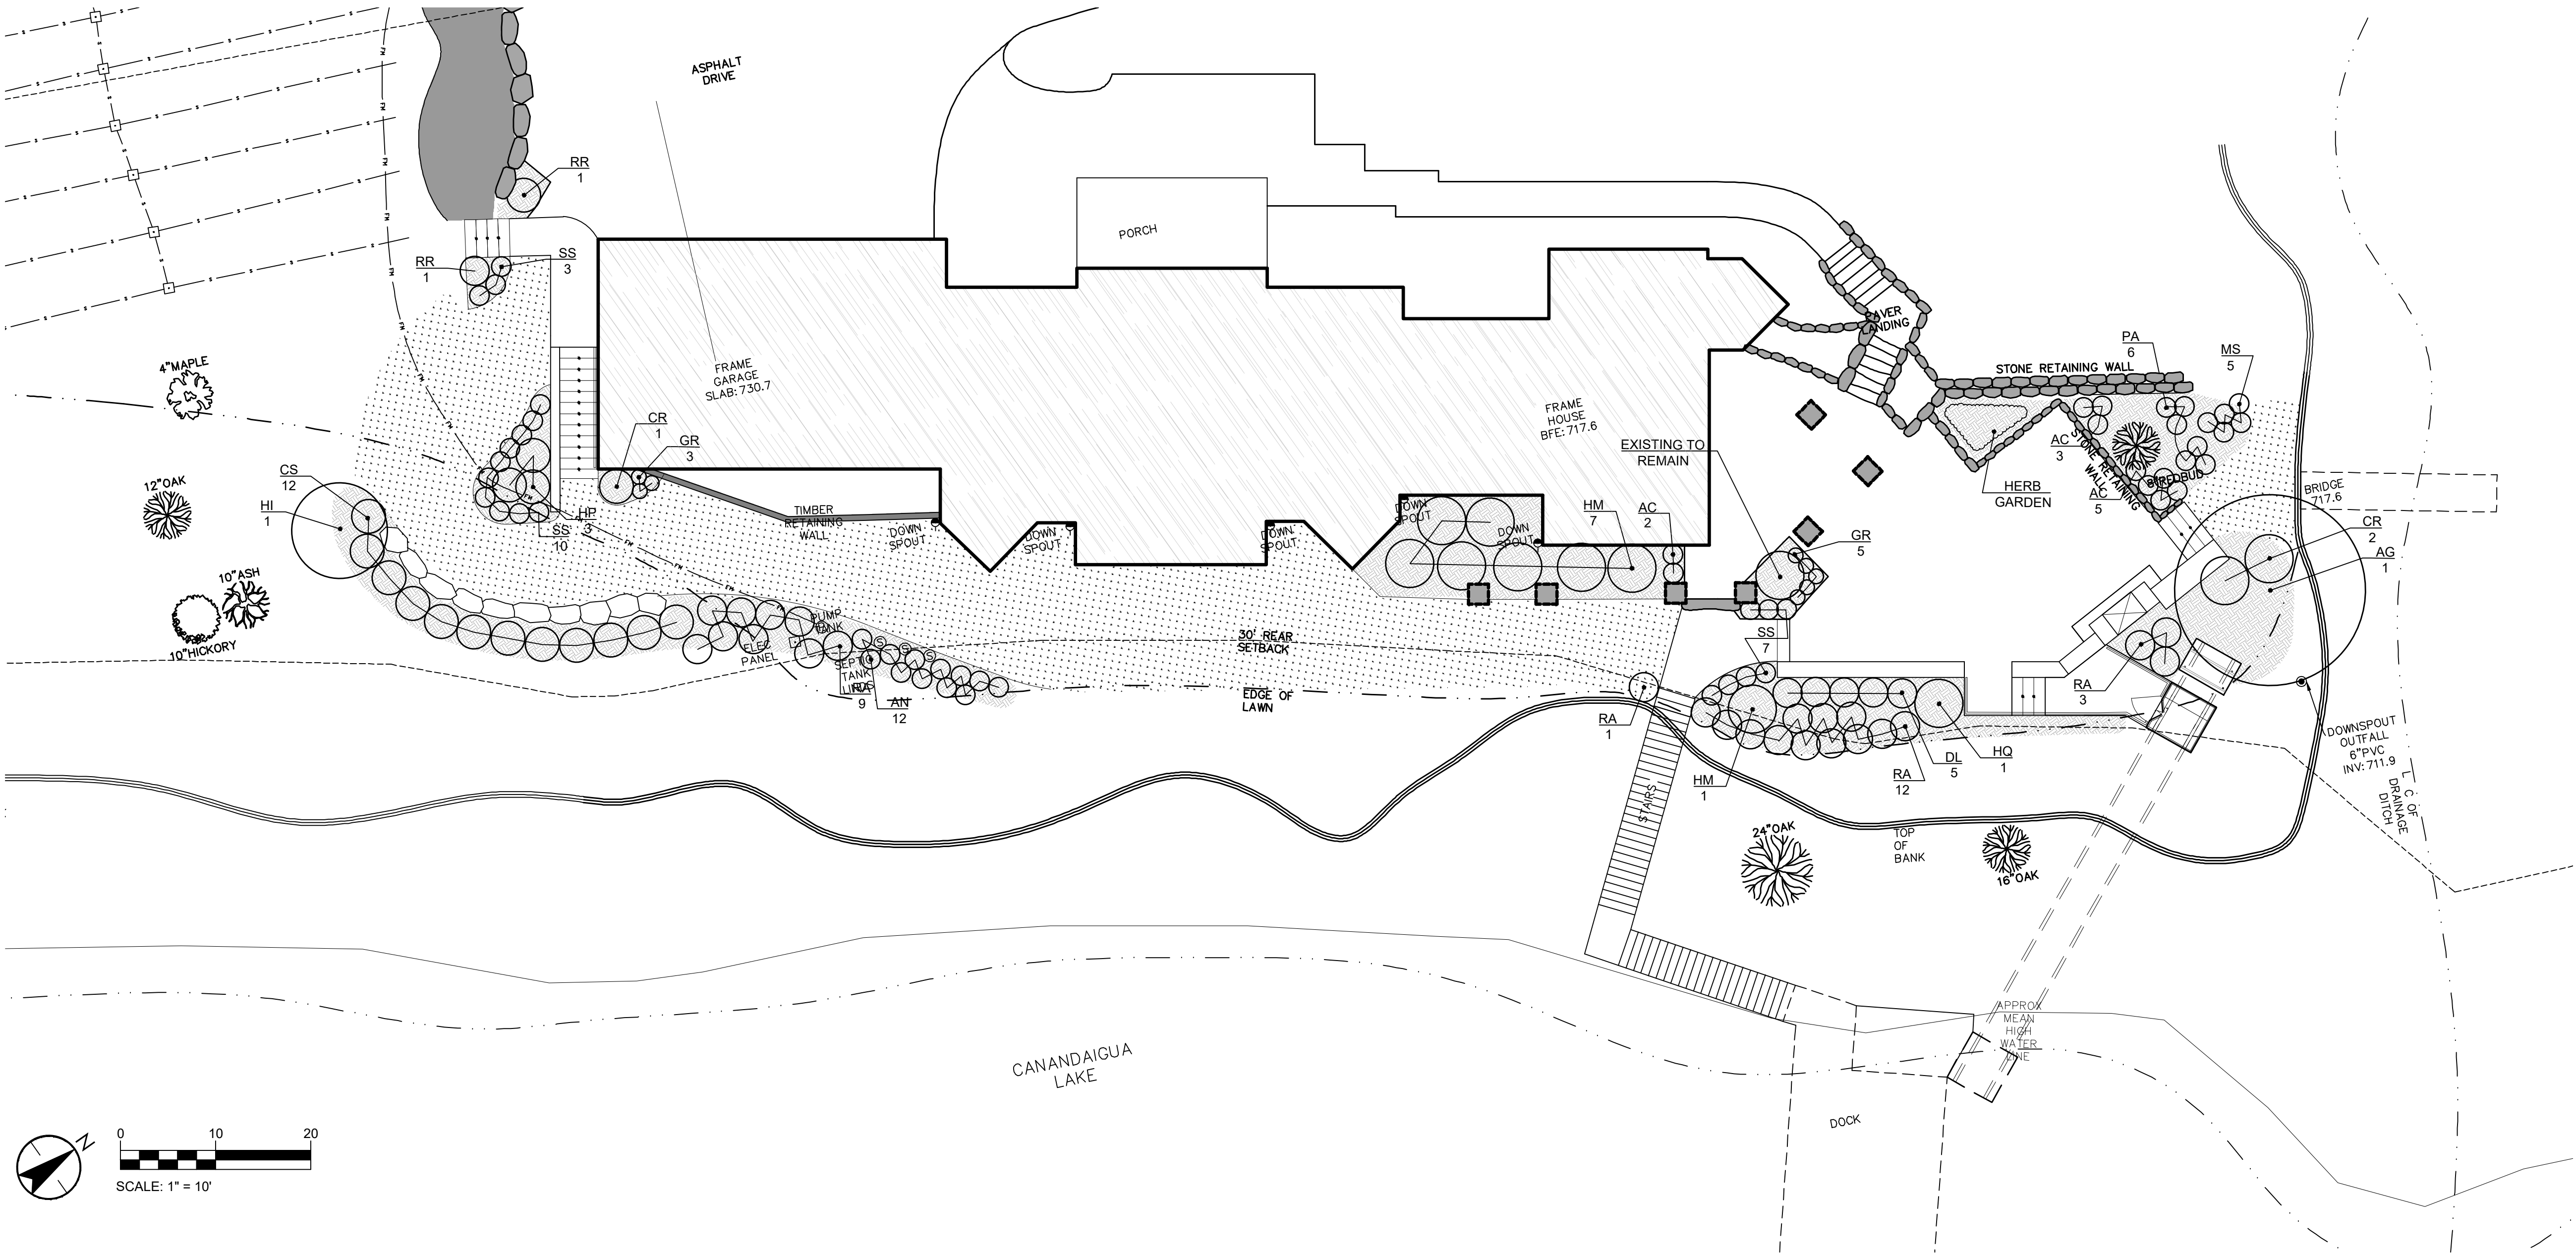 ASPHALT
DRIVE
RR
1
SS
3
RR
1
PORCH
PAVER
LANDING
4"MAPLE
FRAME
GARAGE
SLAB: 730.7
FRAME
HOUSE
BFE: 717.6
PA
6
MS
5
STONE RETAINING WALL
CR
1
GR
3
EXISTING TO
REMAIN
AC
3
STONE RETAINING
WALL
HERB
GARDEN
AC
5
8"REDBUD
BRIDGE
717.6
12"OAK
CS
12
HI
1
HP
3
SS
10
TIMBER
RETAINING
WALL
DOWN
SPOUT
DOWN
SPOUT
DOWN
SPOUT
DOWN
SPOUT
DOWN
SPOUT
HM
7
AC
2
GR
5
CR
2
AG
1
10"ASH
10"HICKORY
PUMP
TANK
ELEC
PANEL
SEPTIC
TANK
RA
9
AN
12
S
S
S
30' REAR
SETBACK
EDGE OF
LAWN
SS
7
RA
1
RA
3
HM
1
RA
12
DL
5
HQ
1
DOWNSPOUT
OUTFALL
6"PVC
INV: 711.9
C OF
DRAINAGE
DITCH
STAIRS
24"OAK
TOP
OF
BANK
16"OAK
APPROX
MEAN
HIGH
WATER
LINE
CANANDAIGUA
LAKE
DOCK
N
0 10 20
SCALE: 1" = 10'